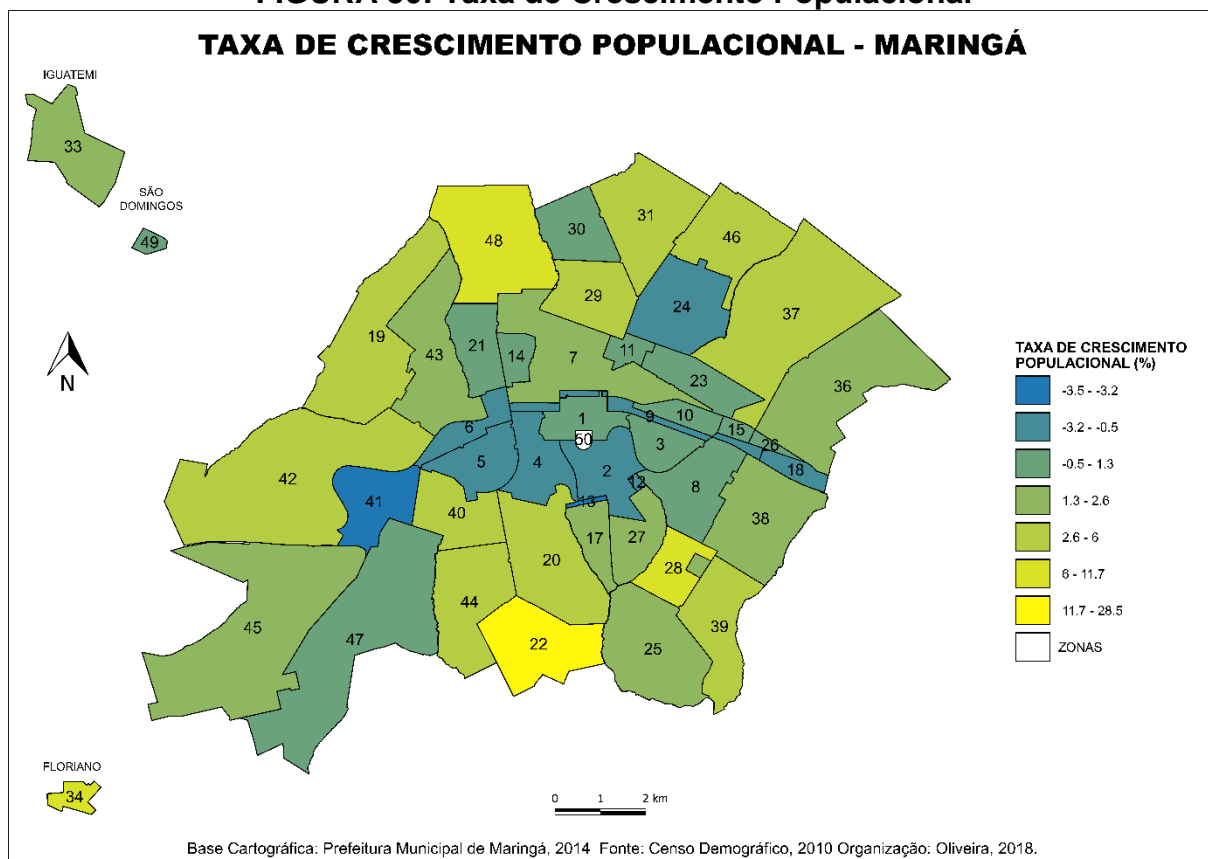 TAXA DE CRESCIMENTO POPULACIONAL - MARINGÁ
IGUATEMI
33
SÃO
DOMINGOS
49
N
31
30
46
48
24
29
37
19
43
21
14
7
11
23
36
1
9
10
50
3
15
26
6
5
4
2
18
12
8
42
41
13
40
17
27
38
20
28
44
39
45
47
22
25
TAXA DE CRESCIMENTO
POPULACIONAL (%)
-3.5 - -3.2
-3.2 - -0.5
-0.5 - 1.3
1.3 - 2.6
2.6 - 6
6 - 11.7
11.7 - 28.5
ZONAS
FLORIANO
34
0 1 2 km
Base Cartográfica: Prefeitura Municipal de Maringá, 2014 Fonte: Censo Demográfico, 2010 Organização: Oliveira, 2018.